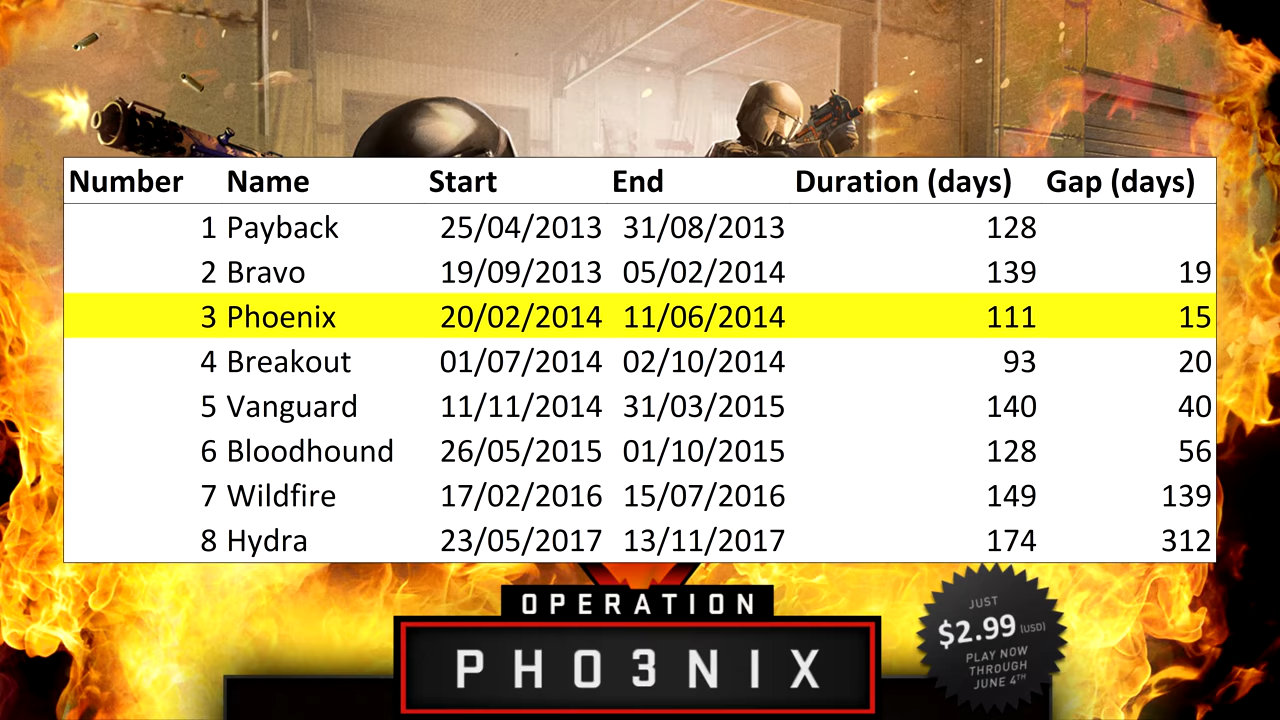 Number Name Start End Duration (days) Gap (days)
1 Payback 25/04/2013 31/08/2013 128
2 Bravo 19/09/2013 05/02/2014 139 19
3 Phoenix 20/02/2014 11/06/2014 111 15
4 Breakout 01/07/2014 02/10/2014 93 20
5 Vanguard 11/11/2014 31/03/2015 140 40
6 Bloodhound 26/05/2015 01/10/2015 128 56
7 Wildfire 17/02/2016 15/07/2016 149 139
8 Hydra 23/05/2017 13/11/2017 174 312
OPERATION
PHO3NIX
JUST
$2.99 (USD)
PLAY NOW
THROUGH
JUNE 4TH